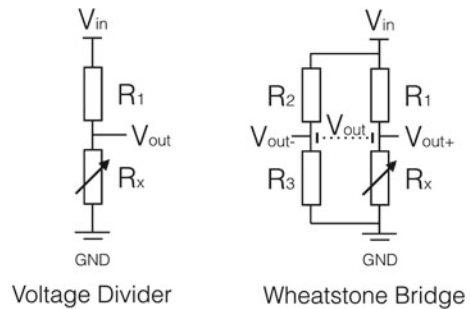 Vin
R1
Vout
Rx
GND
Voltage Divider
Vin
R2
R1
Vout
Vout-
Vout+
R3
Rx
GND
Wheatstone Bridge